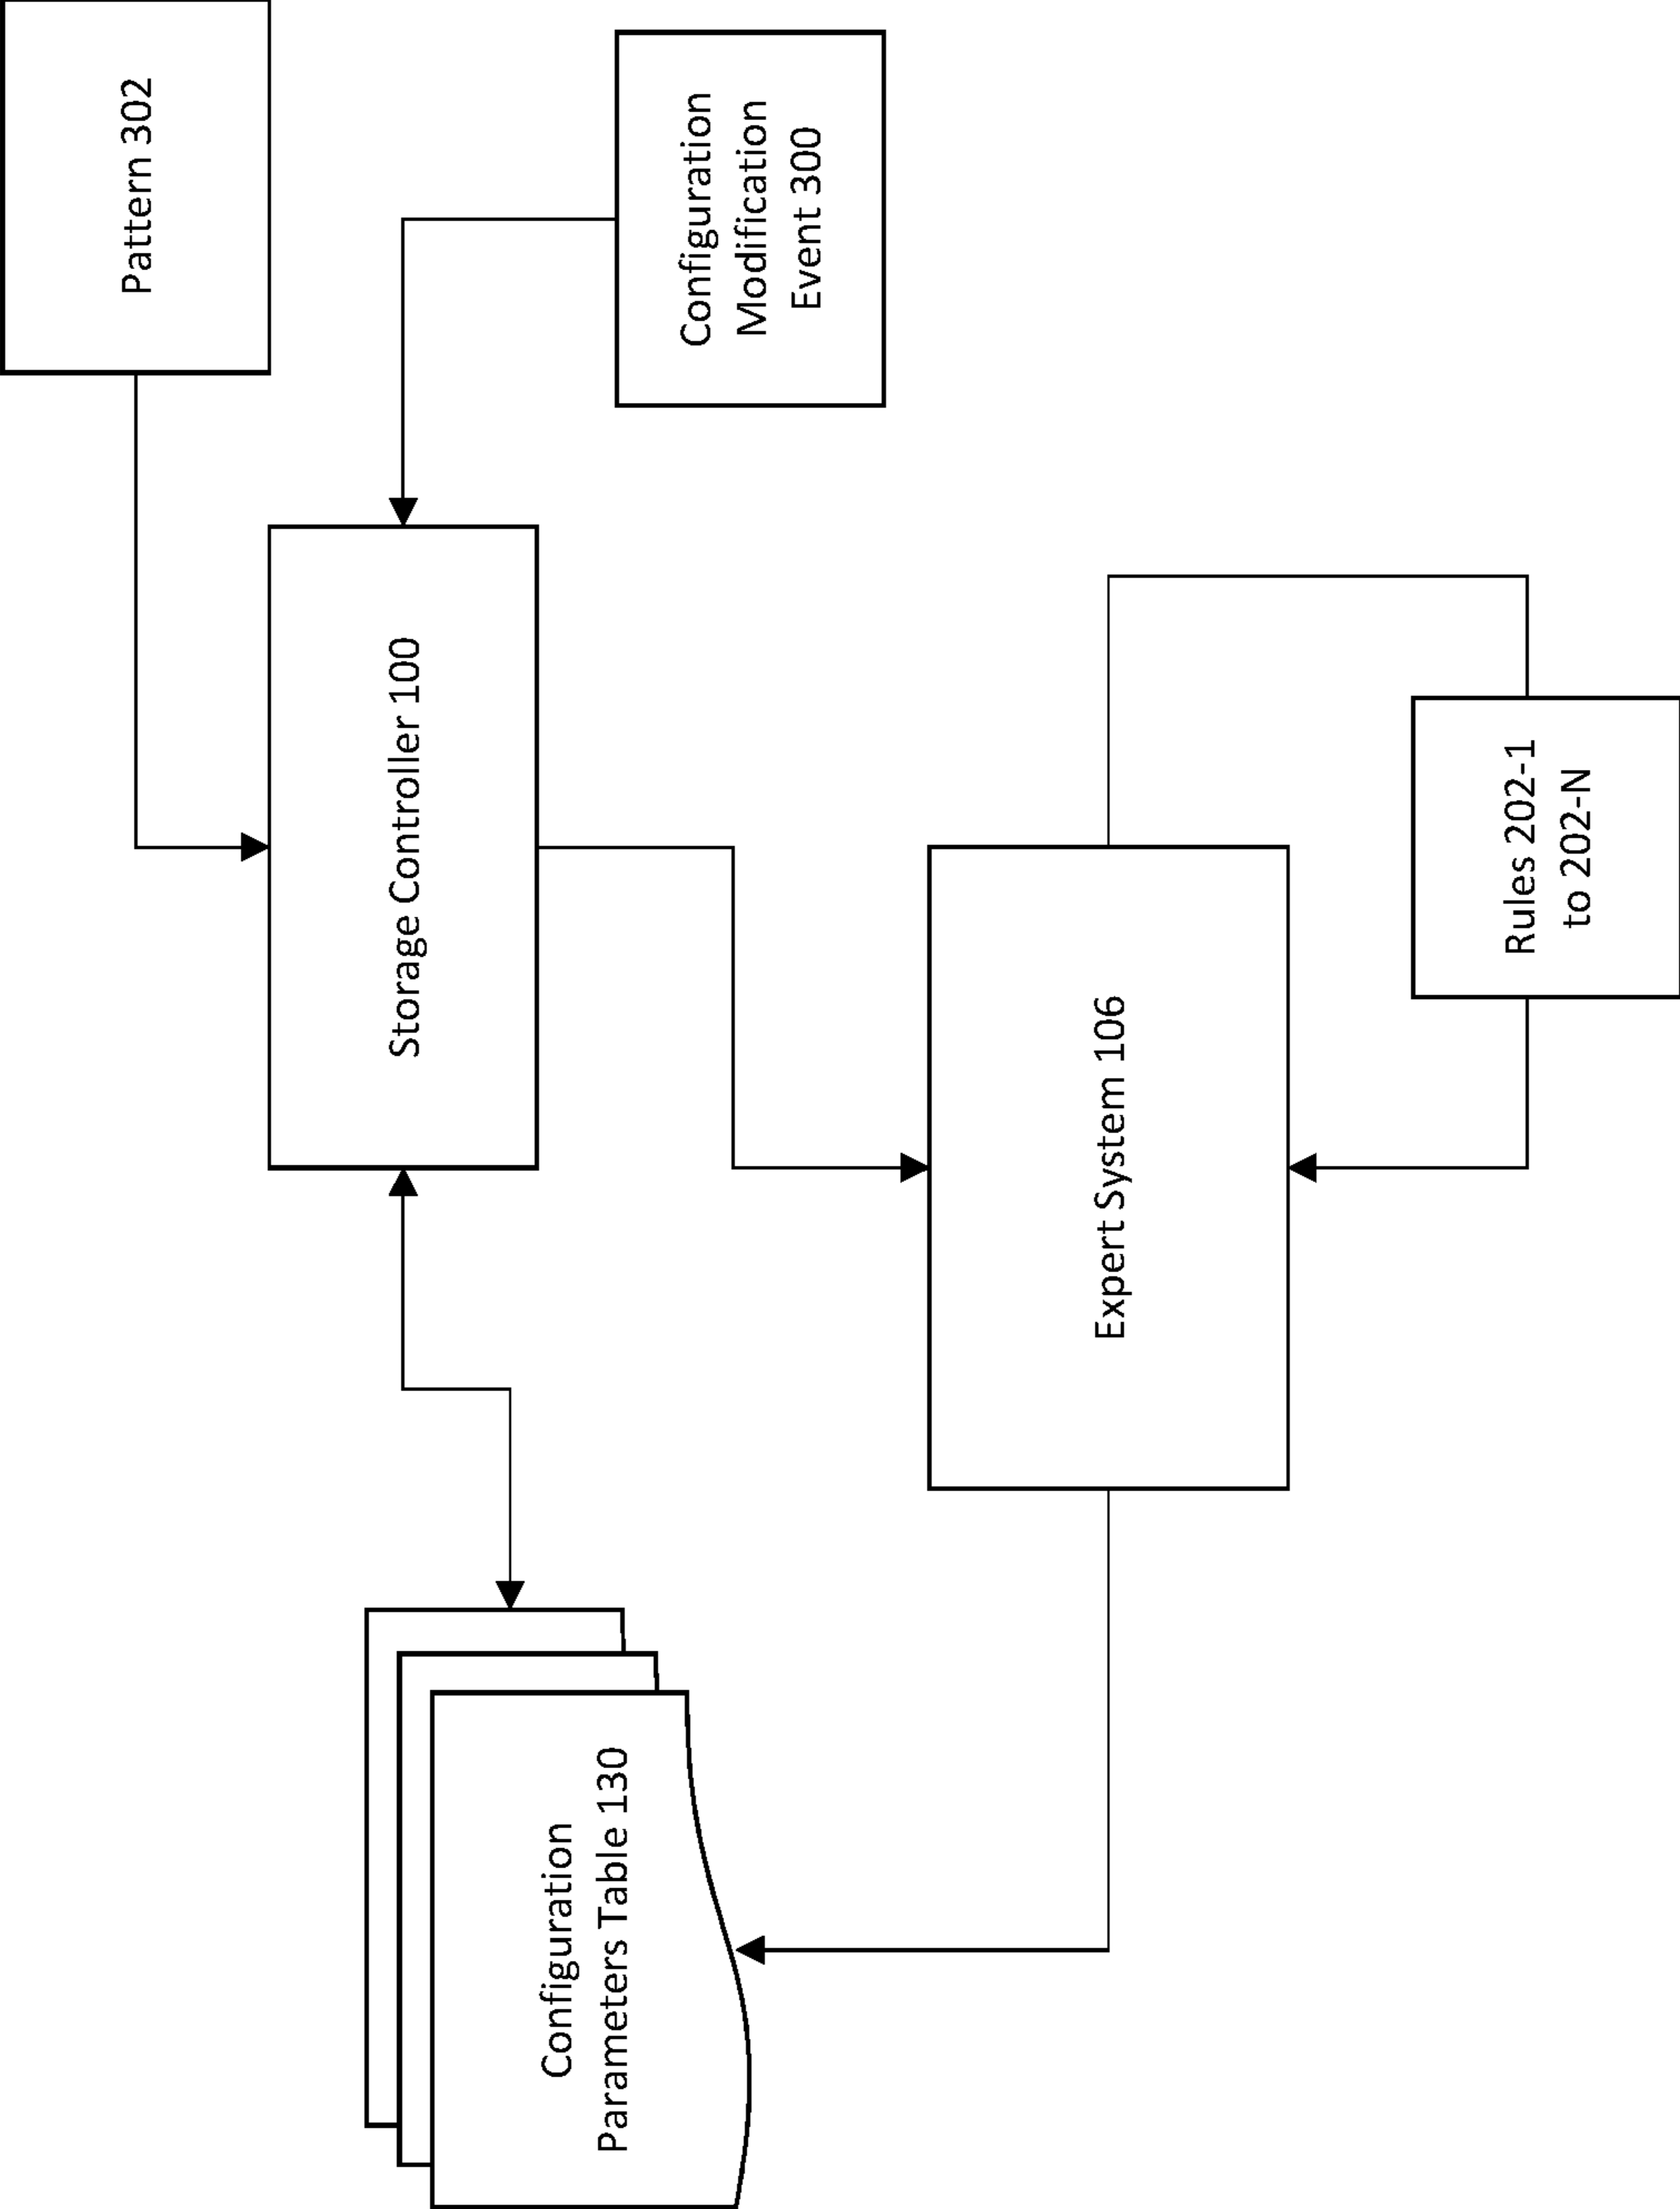 Pattern 302
Storage Controller 100
Configuration
Modification
Event 300
Configuration
Parameters Table 130
Expert System 106
Rules 202-1
to 202-N